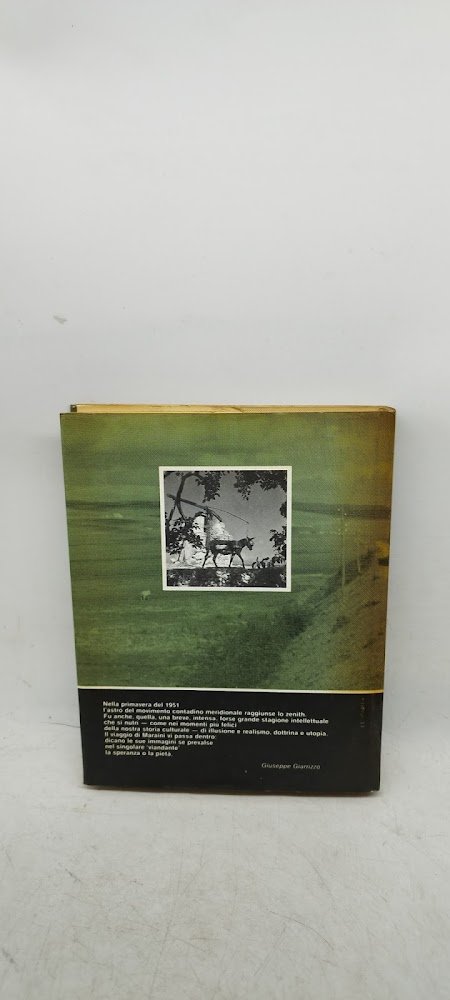 Nella primavera del 1951
l'astro del movimento contadino meridionale raggiunse lo zenith.
Fu anche, quella, una breve, intensa, forse grande stagione intellettuale
che si nutrì — come nei momenti più felici
della nostra storia culturale — di illusione e realismo, dottrina e utopia.
Il viaggio di Maraini vi passa dentro:
dicano le sue immagini se prevalse
nel singolare 'viandante'
la speranza o la pietà.
Giuseppe Giarrizzo